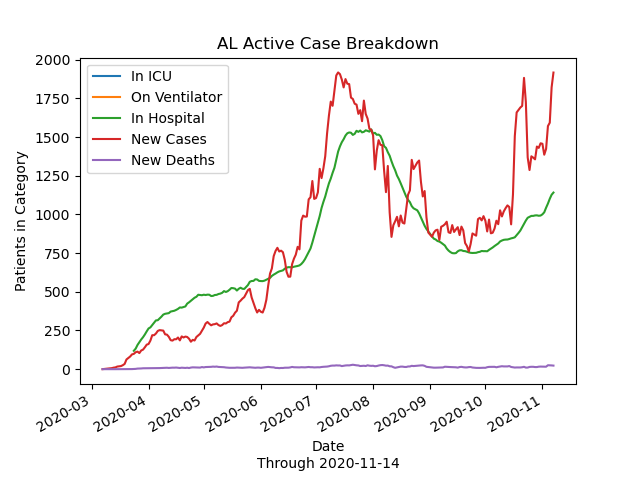 AL Active Case Breakdown
In ICU
On Ventilator
In Hospital
New Cases
New Deaths
Patients in Category
2000
1750
1500
1250
1000
750
500
250
0
2020-03
2020-04
2020-05
2020-06
2020-07
2020-08
2020-09
2020-10
2020-11
Date
Through 2020-11-14